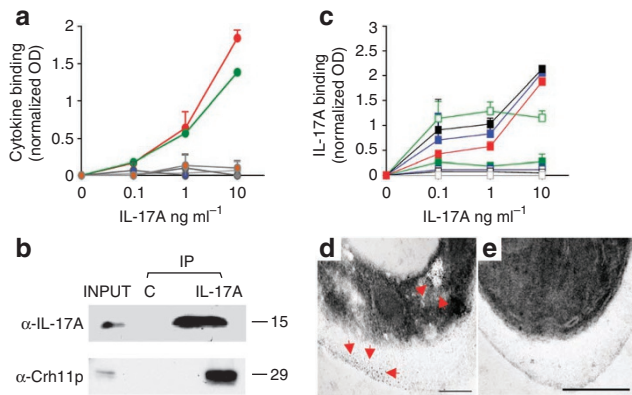 a
Cytokine binding
(normalized OD)
2
1.5
1
0.5
0
0 0.1 1 10
IL-17A ng ml⁻¹
c
IL-17A binding
(normalized OD)
2.5
2
1.5
1
0.5
0
0 0.1 1 10
IL-17A ng ml⁻¹
b
IP
INPUT C IL-17A
α-IL-17A
15
α-Crh11p
29
d
e